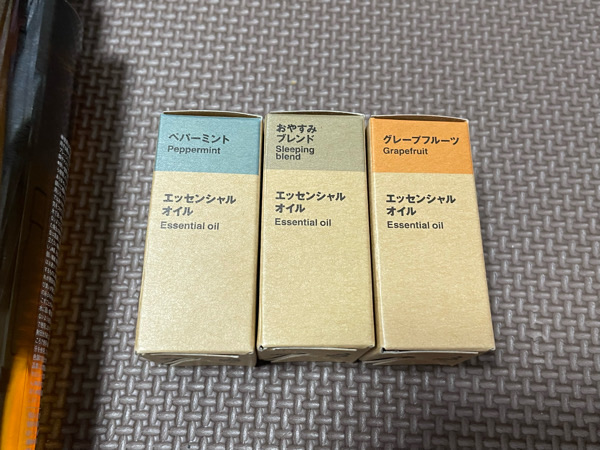 ペパーミント
Peppermint
エッセンシャル
オイル
Essential oil
おやすみ
ブレンド
Sleeping
blend
エッセンシャル
オイル
Essential oil
グレープフルーツ
Grapefruit
エッセンシャル
オイル
Essential oil